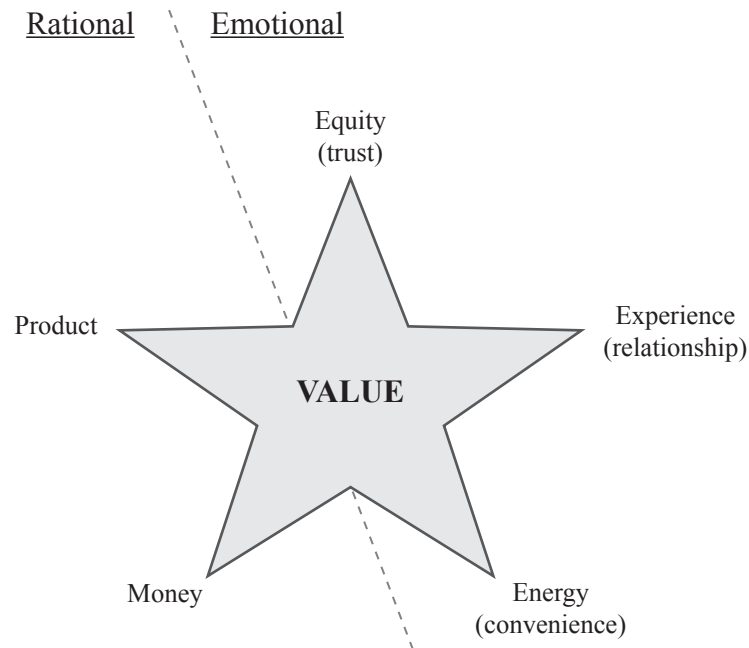 Rational
Emotional
Equity
(trust)
Product
Experience
(relationship)
VALUE
Money
Energy
(convenience)